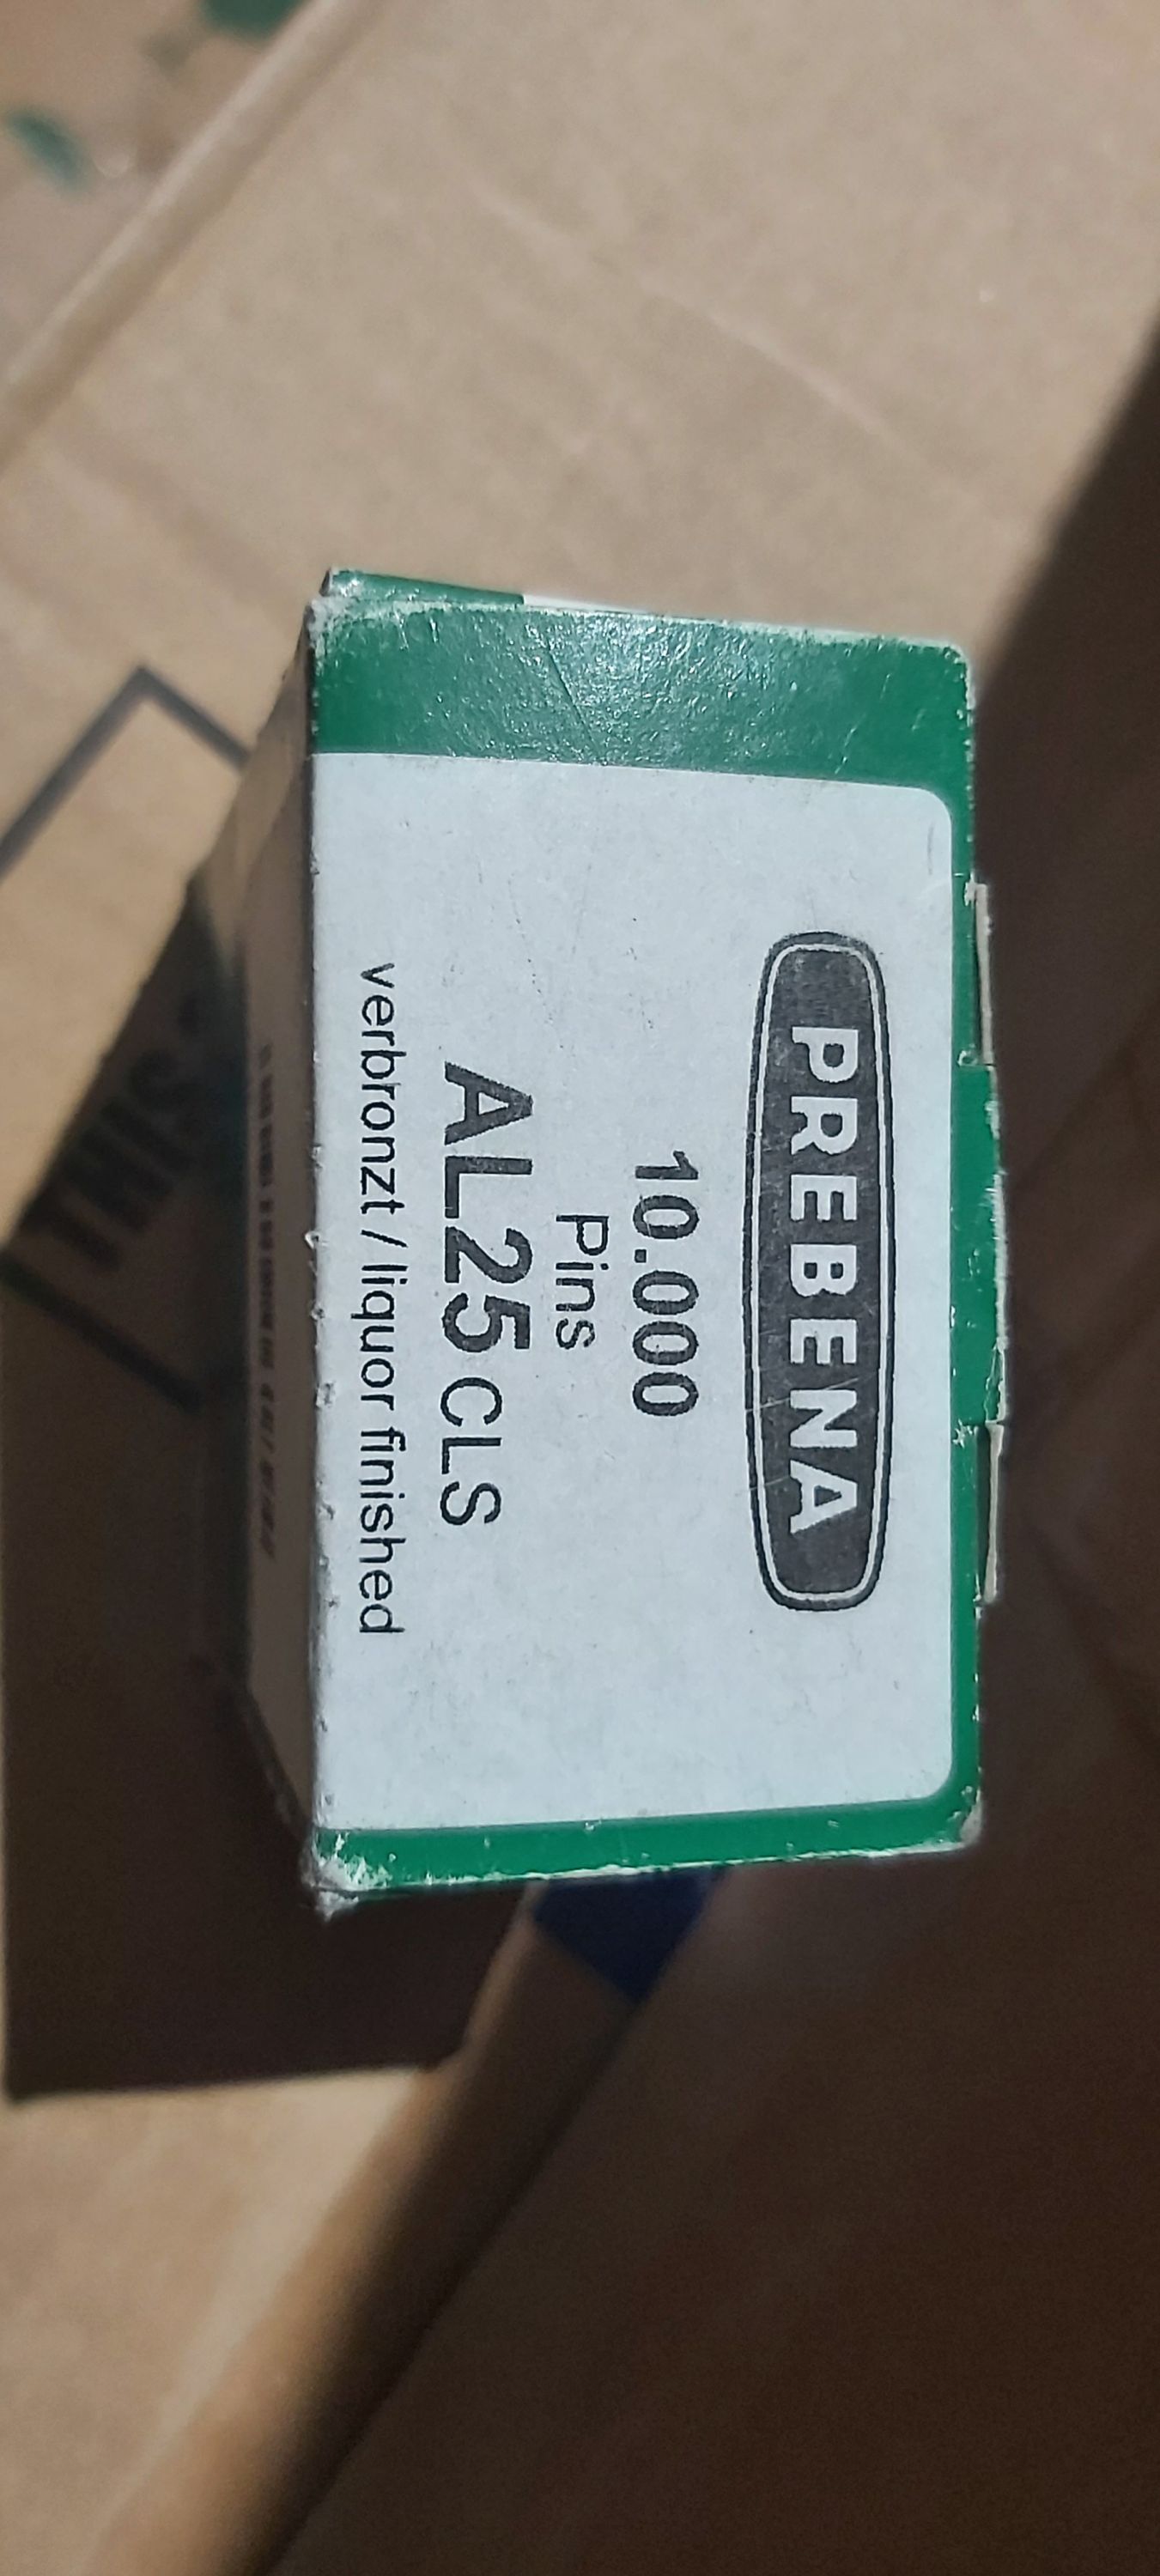 PREBENA
10.000
Pins
AL25 CLS
verbronzt / liquor finished